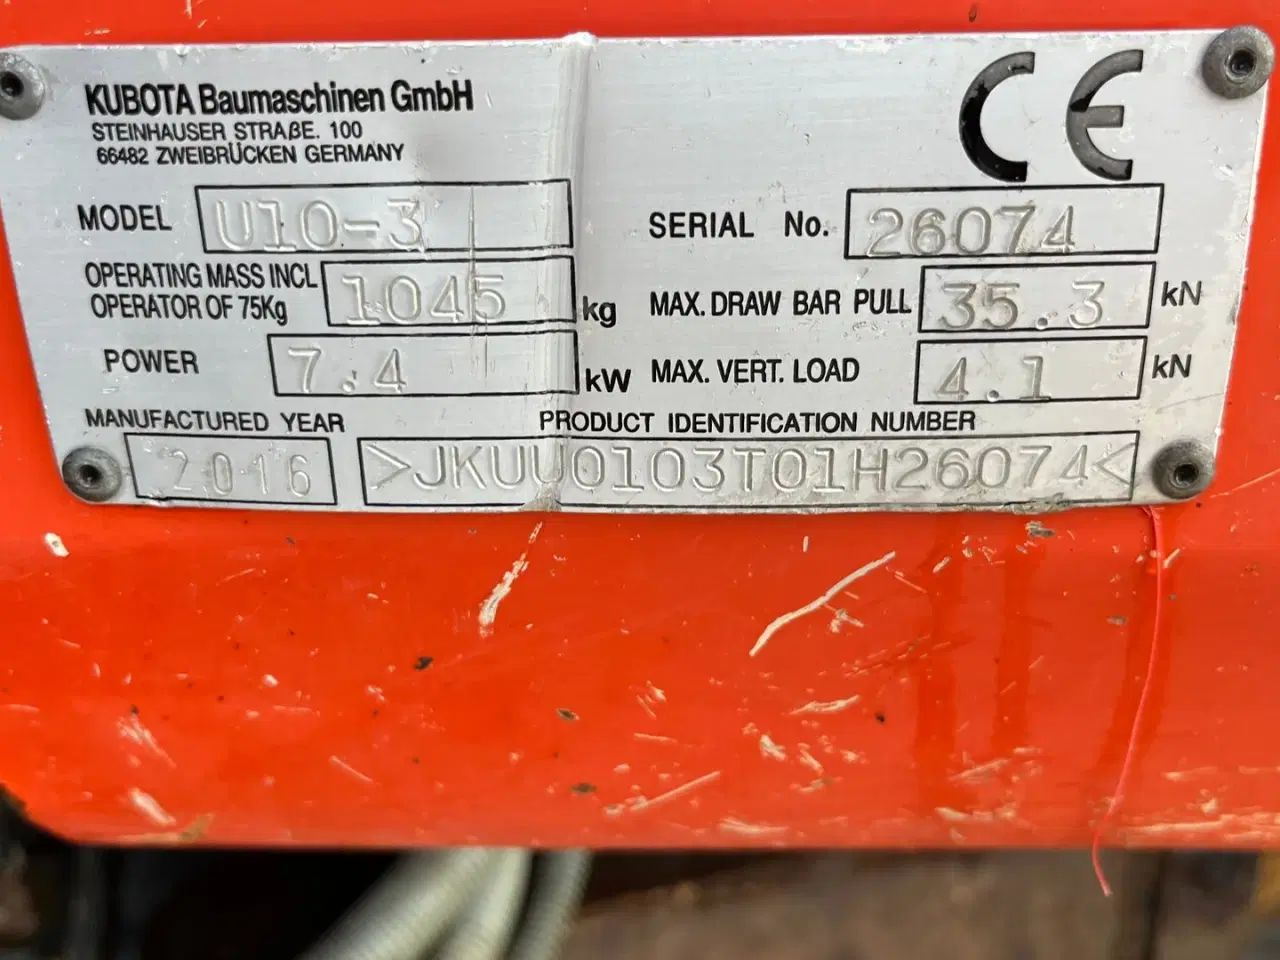 KUBOTA Baumaschinen GmbH
STEINHAUSER STRAßE. 100
66482 ZWEIBRÜCKEN GERMANY
CE
MODEL U10-3
SERIAL No. 26074
OPERATING MASS INCL
OPERATOR OF 75Kg 1045 kg
MAX. DRAW BAR PULL 35.3 kN
POWER 7.4 kW
MAX. VERT. LOAD 4.1 kN
MANUFACTURED YEAR
2016
PRODUCT IDENTIFICATION NUMBER
>JKUU0103T01H26074<